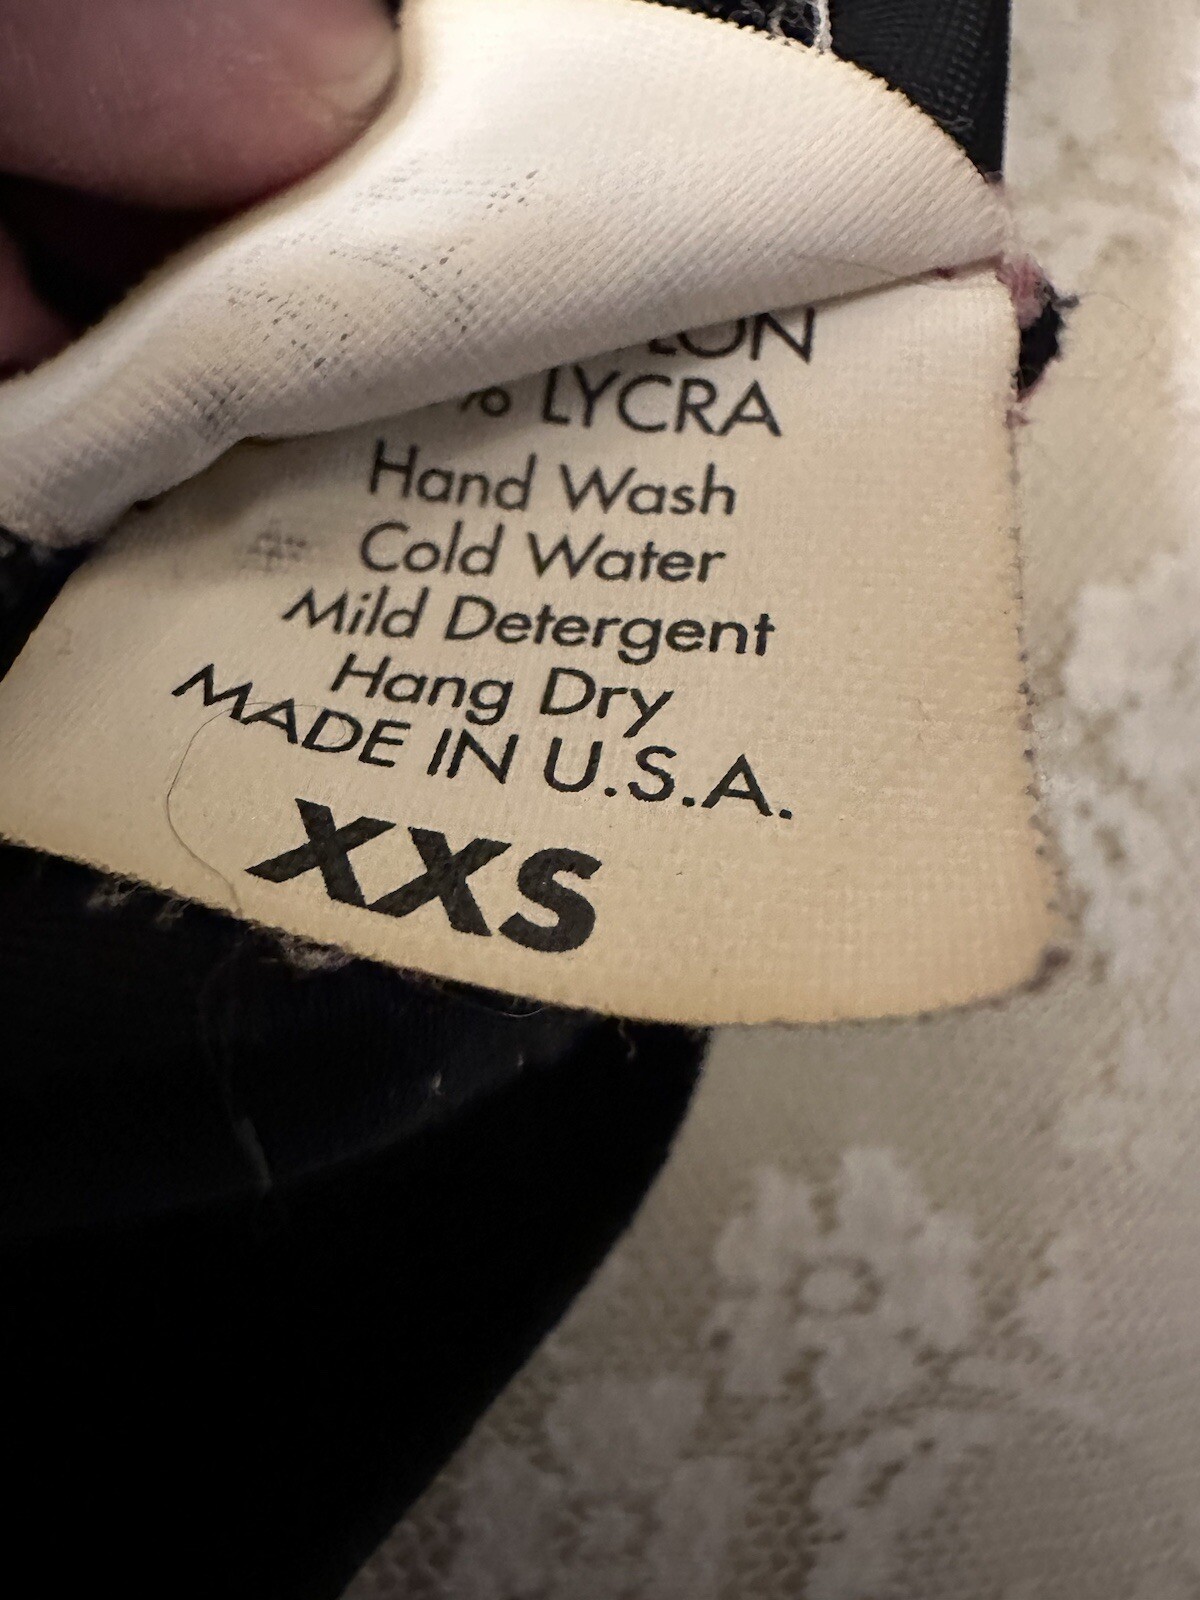 % LYCRA
Hand Wash
Cold Water
Mild Detergent
Hang Dry
MADE IN U.S.A.
XXS